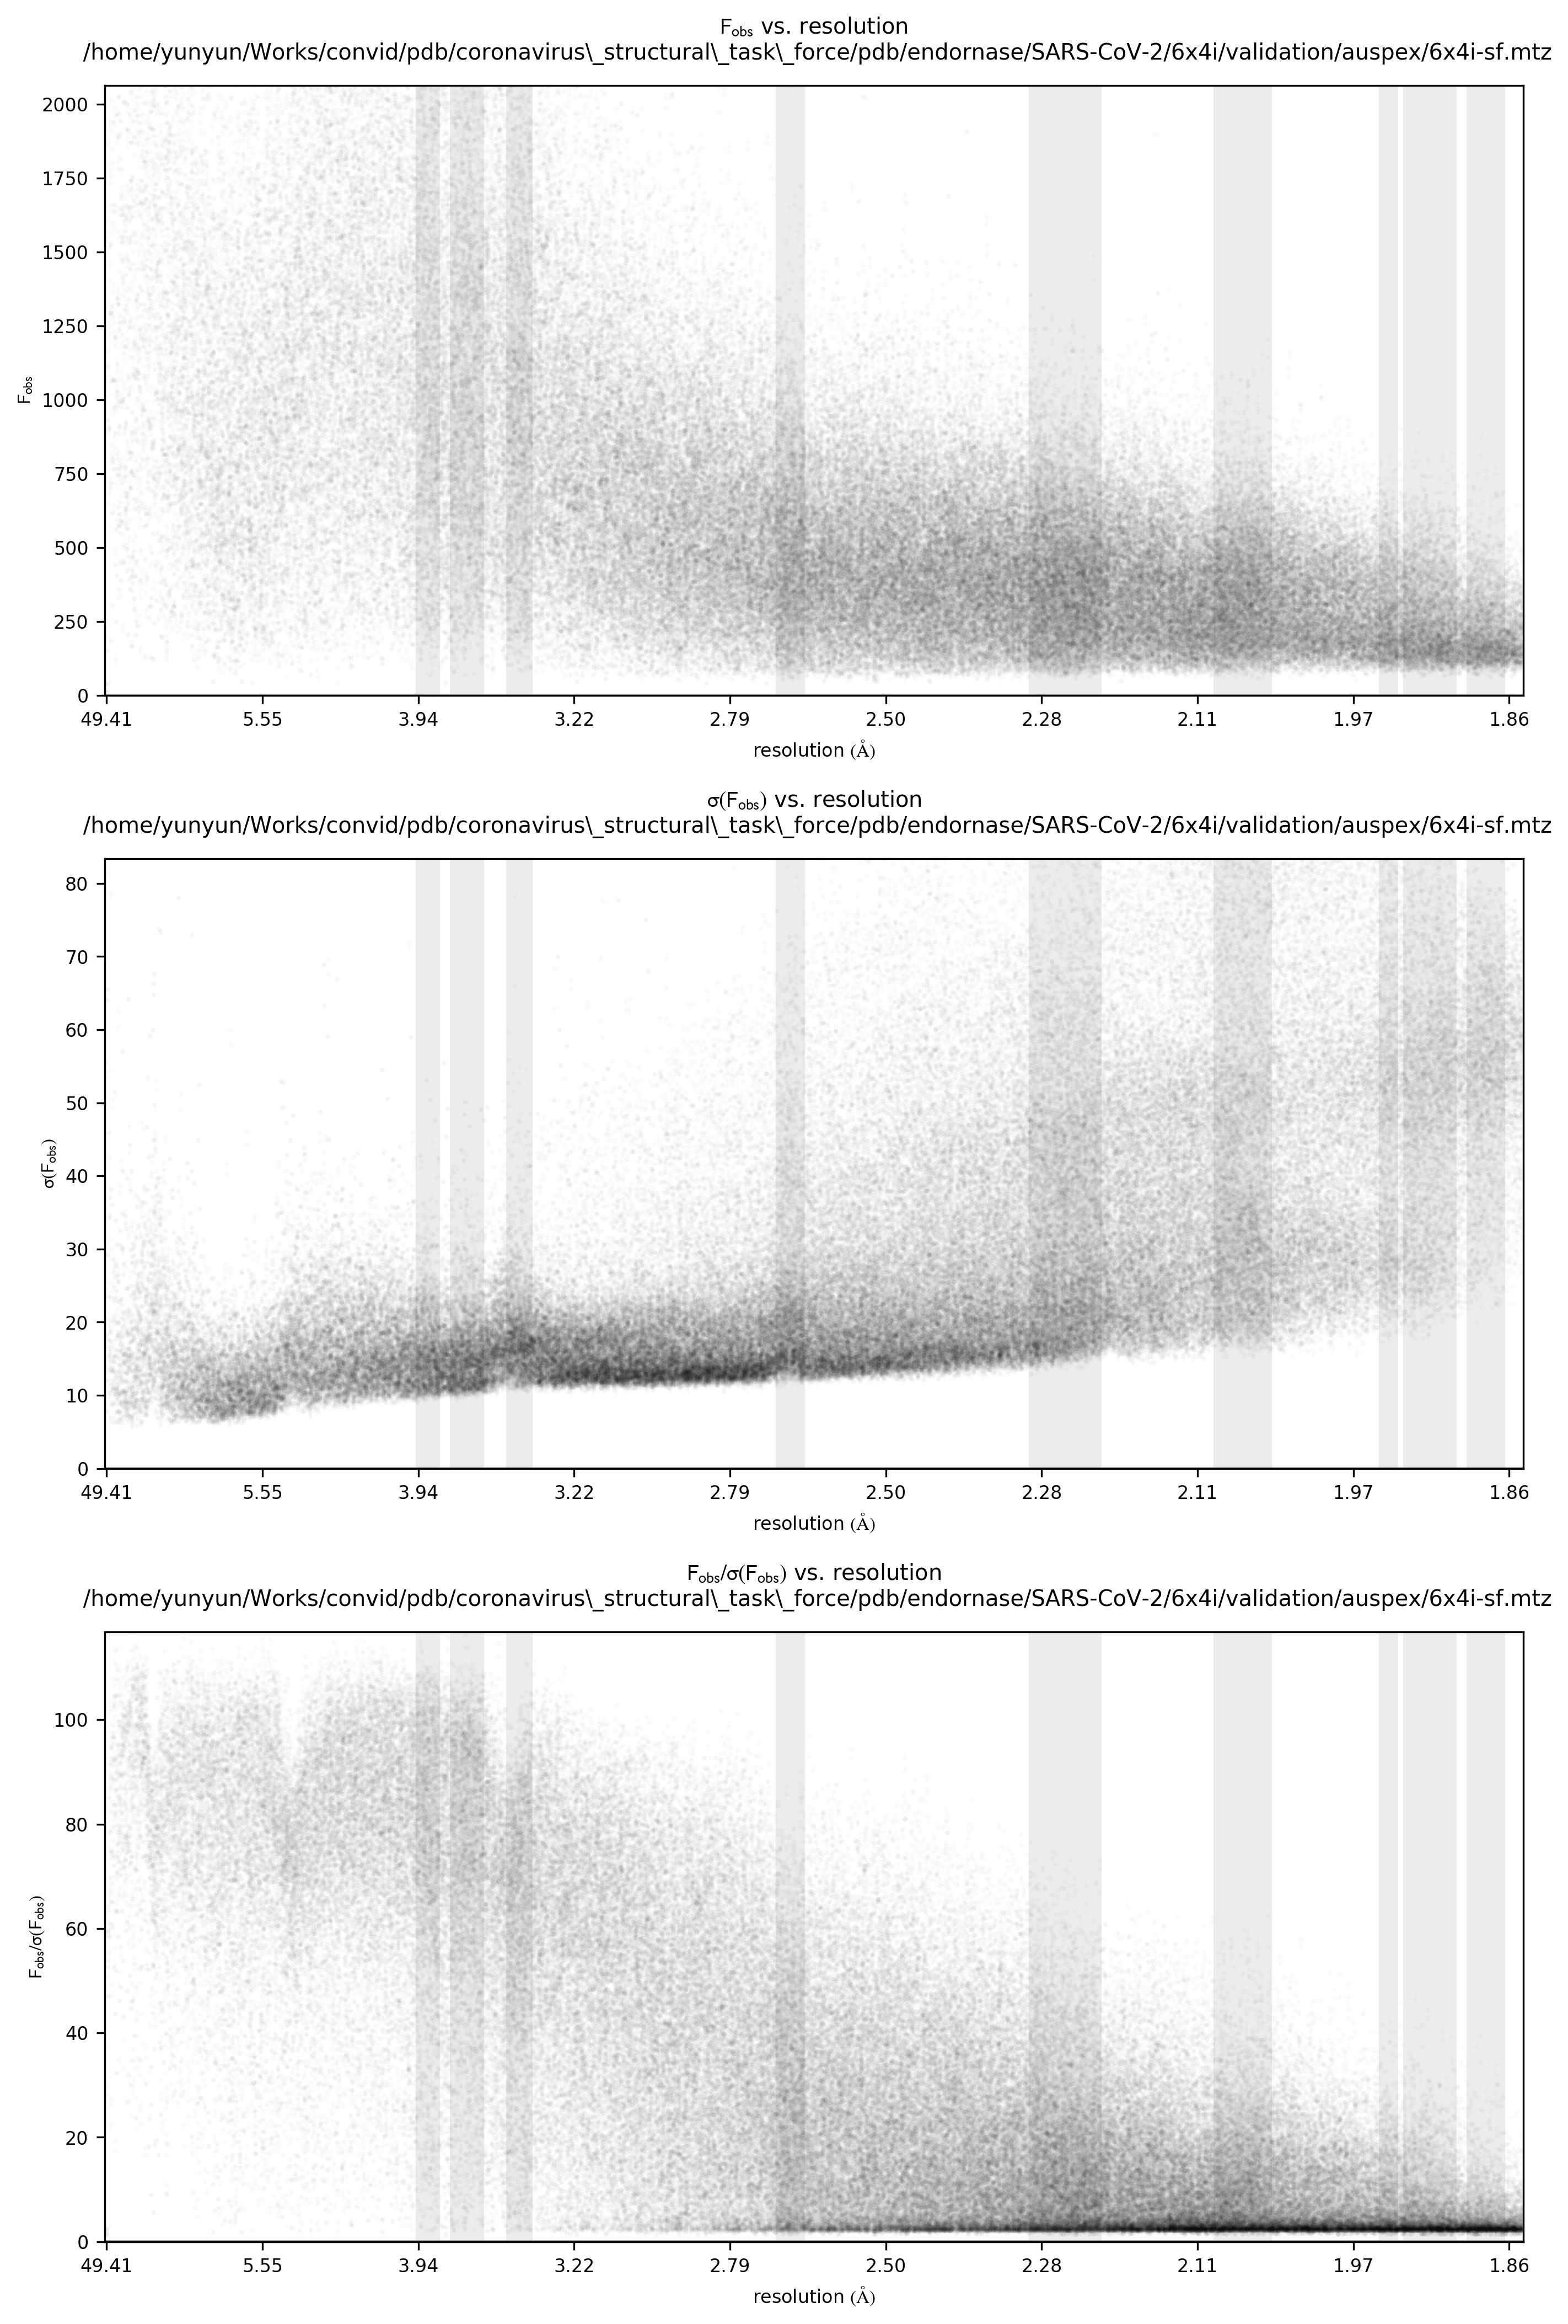 Fobs vs. resolution
/home/yunyun/Works/convid/pdb/coronavirus\_structural\_task\_force/pdb/endornase/SARS-CoV-2/6x4i/validation/auspex/6x4i-sf.mtz
2000
1750
1500
1250
1000
750
500
250
0
Fobs
49.41 5.55 3.94 3.22 2.79 2.50 2.28 2.11 1.97 1.86
resolution (Å)
σ(Fobs) vs. resolution
/home/yunyun/Works/convid/pdb/coronavirus\_structural\_task\_force/pdb/endornase/SARS-CoV-2/6x4i/validation/auspex/6x4i-sf.mtz
80
70
60
50
40
30
20
10
0
σ(Fobs)
49.41 5.55 3.94 3.22 2.79 2.50 2.28 2.11 1.97 1.86
resolution (Å)
Fobs/σ(Fobs) vs. resolution
/home/yunyun/Works/convid/pdb/coronavirus\_structural\_task\_force/pdb/endornase/SARS-CoV-2/6x4i/validation/auspex/6x4i-sf.mtz
100
80
60
40
20
0
Fobs/σ(Fobs)
49.41 5.55 3.94 3.22 2.79 2.50 2.28 2.11 1.97 1.86
resolution (Å)